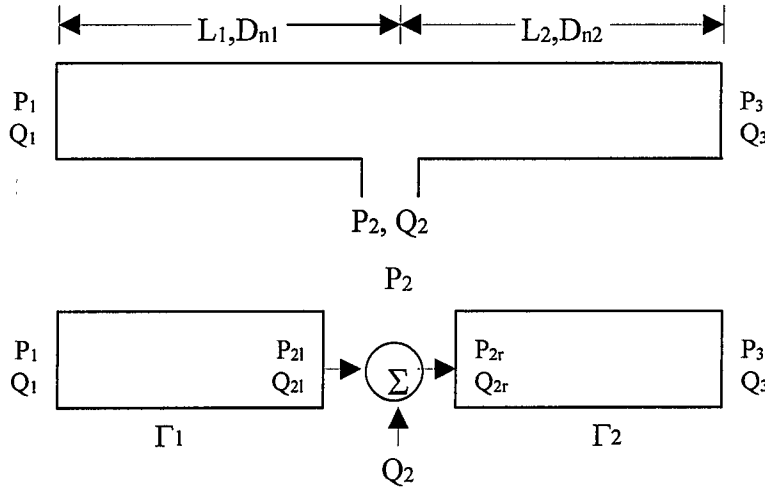 L₁,Dₙ₁ L₂,Dₙ₂
P₁ P₃
Q₁ Q₃
P₂, Q₂
P₂
P₁ P₂ₗ P₂ᵣ P₃
Q₁ Q₂ₗ Σ Q₂ᵣ Q₃
Γ₁ Γ₂
Q₂